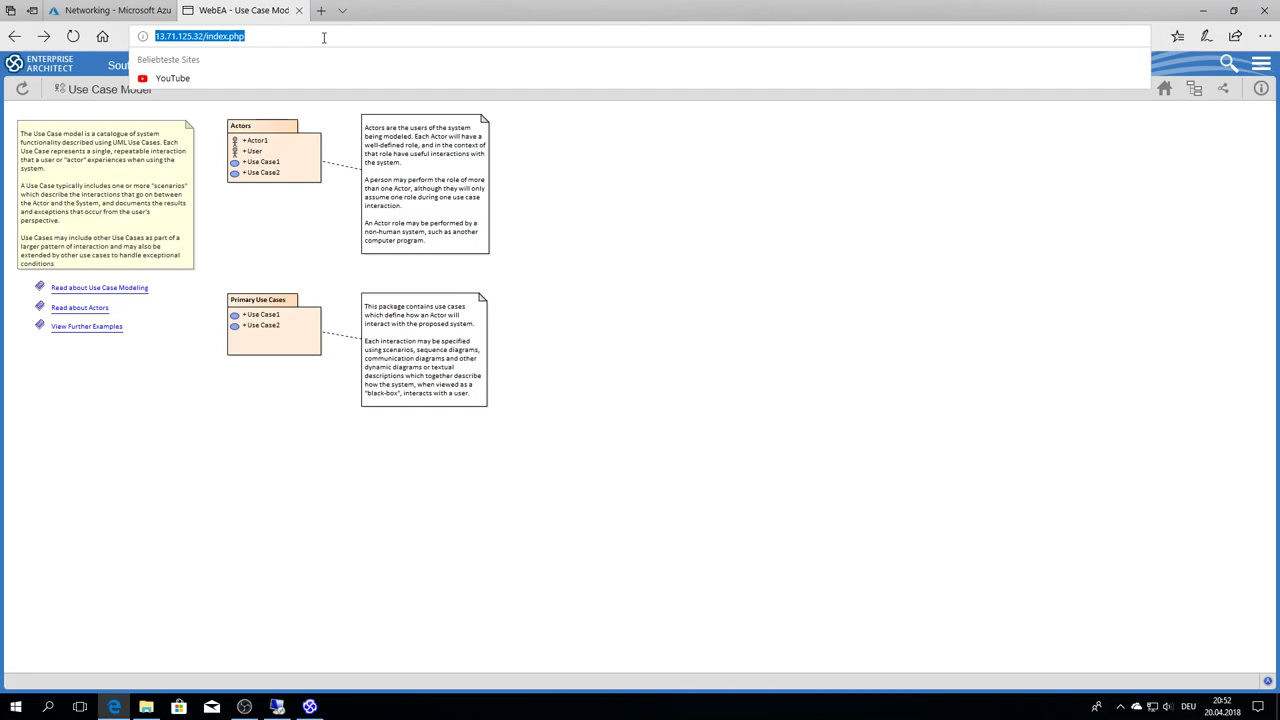 Networking - Microsoft Azu
WebEA - Use Case Mod
13.71.125.32/index.php
Beliebteste Sites
YouTube
ENTERPRISE
ARCHITECT
Sou
Use Case Model
The Use Case model is a catalogue of system
functionality described using UML Use Cases. Each
Use Case represents a single, repeatable interaction
that a user or "actor" experiences when using the
system.
A Use Case typically includes one or more "scenarios"
which describe the interactions that go on between
the Actor and the System, and documents the results
and exceptions that occur from the user's
perspective.
Use Cases may include other Use Cases as part of a
larger pattern of interaction and may also be
extended by other use cases to handle exceptional
conditions
Read about Use Case Modeling
Read about Actors
View Further Examples
Actors
+ Actor1
+ User
+ Use Case1
+ Use Case2
Actors are the users of the system
being modeled. Each Actor will have a
well-defined role, and in the context of
that role have useful interactions with
the system.
A person may perform the role of more
than one Actor, although they will only
assume one role during one use case
interaction.
An Actor role may be performed by a
non-human system, such as another
computer program.
Primary Use Cases
+ Use Case1
+ Use Case2
This package contains use cases
which define how an Actor will
interact with the proposed system.
Each interaction may be specified
using scenarios, sequence diagrams,
communication diagrams and other
dynamic diagrams or textual
descriptions which together describe
how the system, when viewed as a
"black-box", interacts with a user.
DEU
20:52
20.04.2018